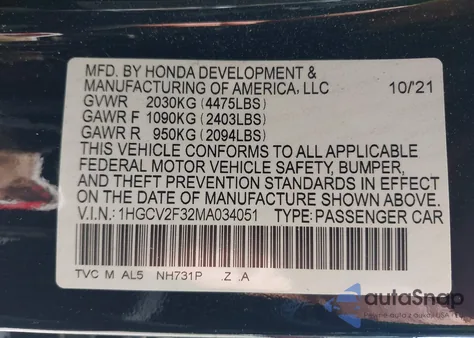 MFD. BY HONDA DEVELOPMENT &
MANUFACTURING OF AMERICA, LLC 10/21
GVWR 2030KG (4475LBS)
GAWR F 1090KG (2403LBS)
GAWR R 950KG (2094LBS)
THIS VEHICLE CONFORMS TO ALL APPLICABLE
FEDERAL MOTOR VEHICLE SAFETY, BUMPER,
AND THEFT PREVENTION STANDARDS IN EFFECT
ON THE DATE OF MANUFACTURE SHOWN ABOVE.
V.I.N.: 1HGCV2F32MA034051 TYPE: PASSENGER CAR
TVC M AL5 NH731P .Z .A
autoSnap